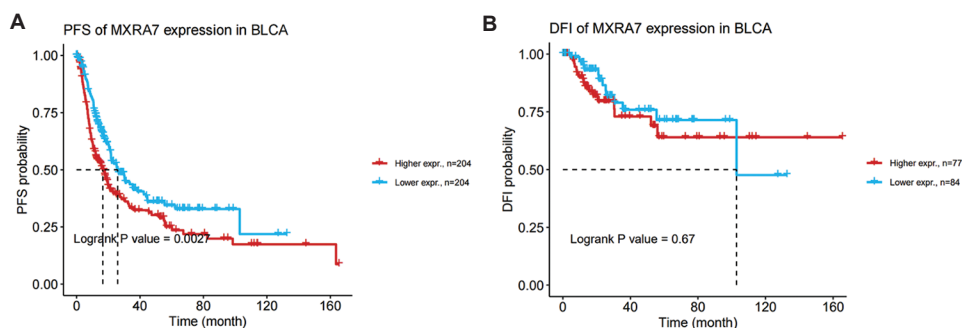 A
PFS of MXRA7 expression in BLCA
PFS probability
1.00
0.75
0.50
0.25
0.00
Logrank P value = 0.0027
0
40
80
120
160
Time (month)
Higher expr., n=204
Lower expr., n=204
B
DFI of MXRA7 expression in BLCA
DFI probability
1.00
0.75
0.50
0.25
0.00
Logrank P value = 0.67
0
40
80
120
160
Time (month)
Higher expr., n=77
Lower expr., n=84